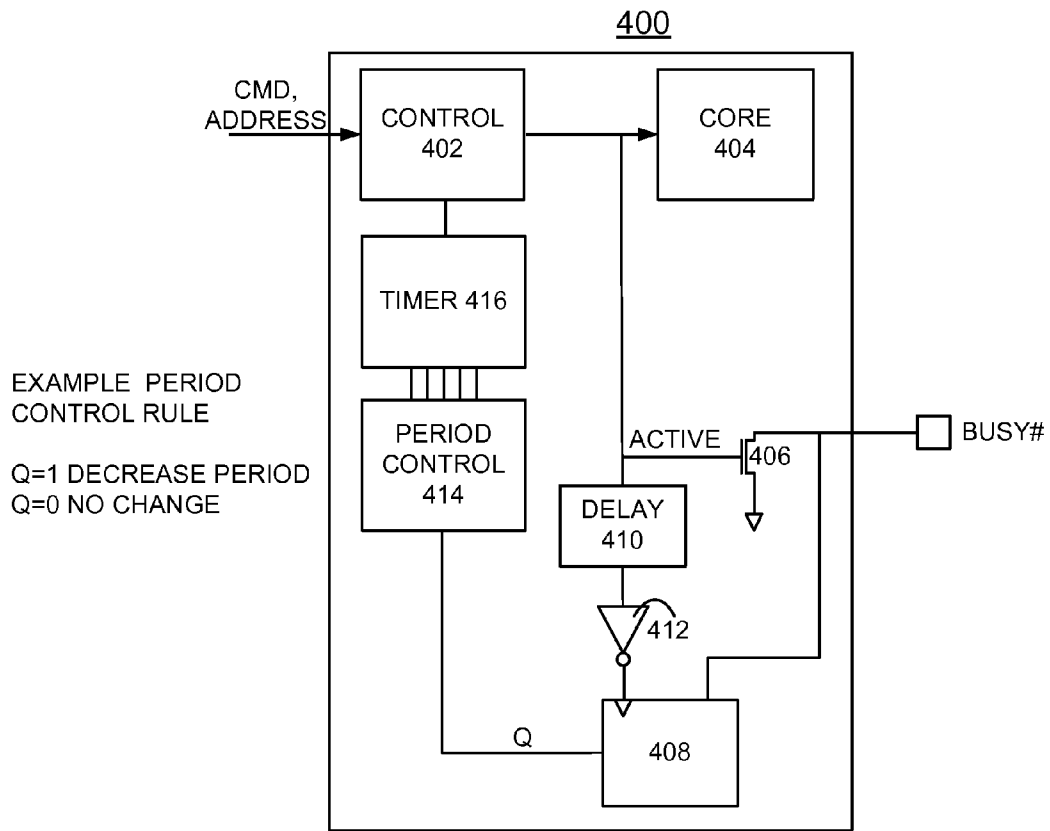 400
CMD,
ADDRESS
CONTROL
402
CORE
404
TIMER 416
EXAMPLE PERIOD
CONTROL RULE
Q=1 DECREASE PERIOD
Q=0 NO CHANGE
PERIOD
CONTROL
414
ACTIVE
406
BUSY#
DELAY
410
412
Q
408